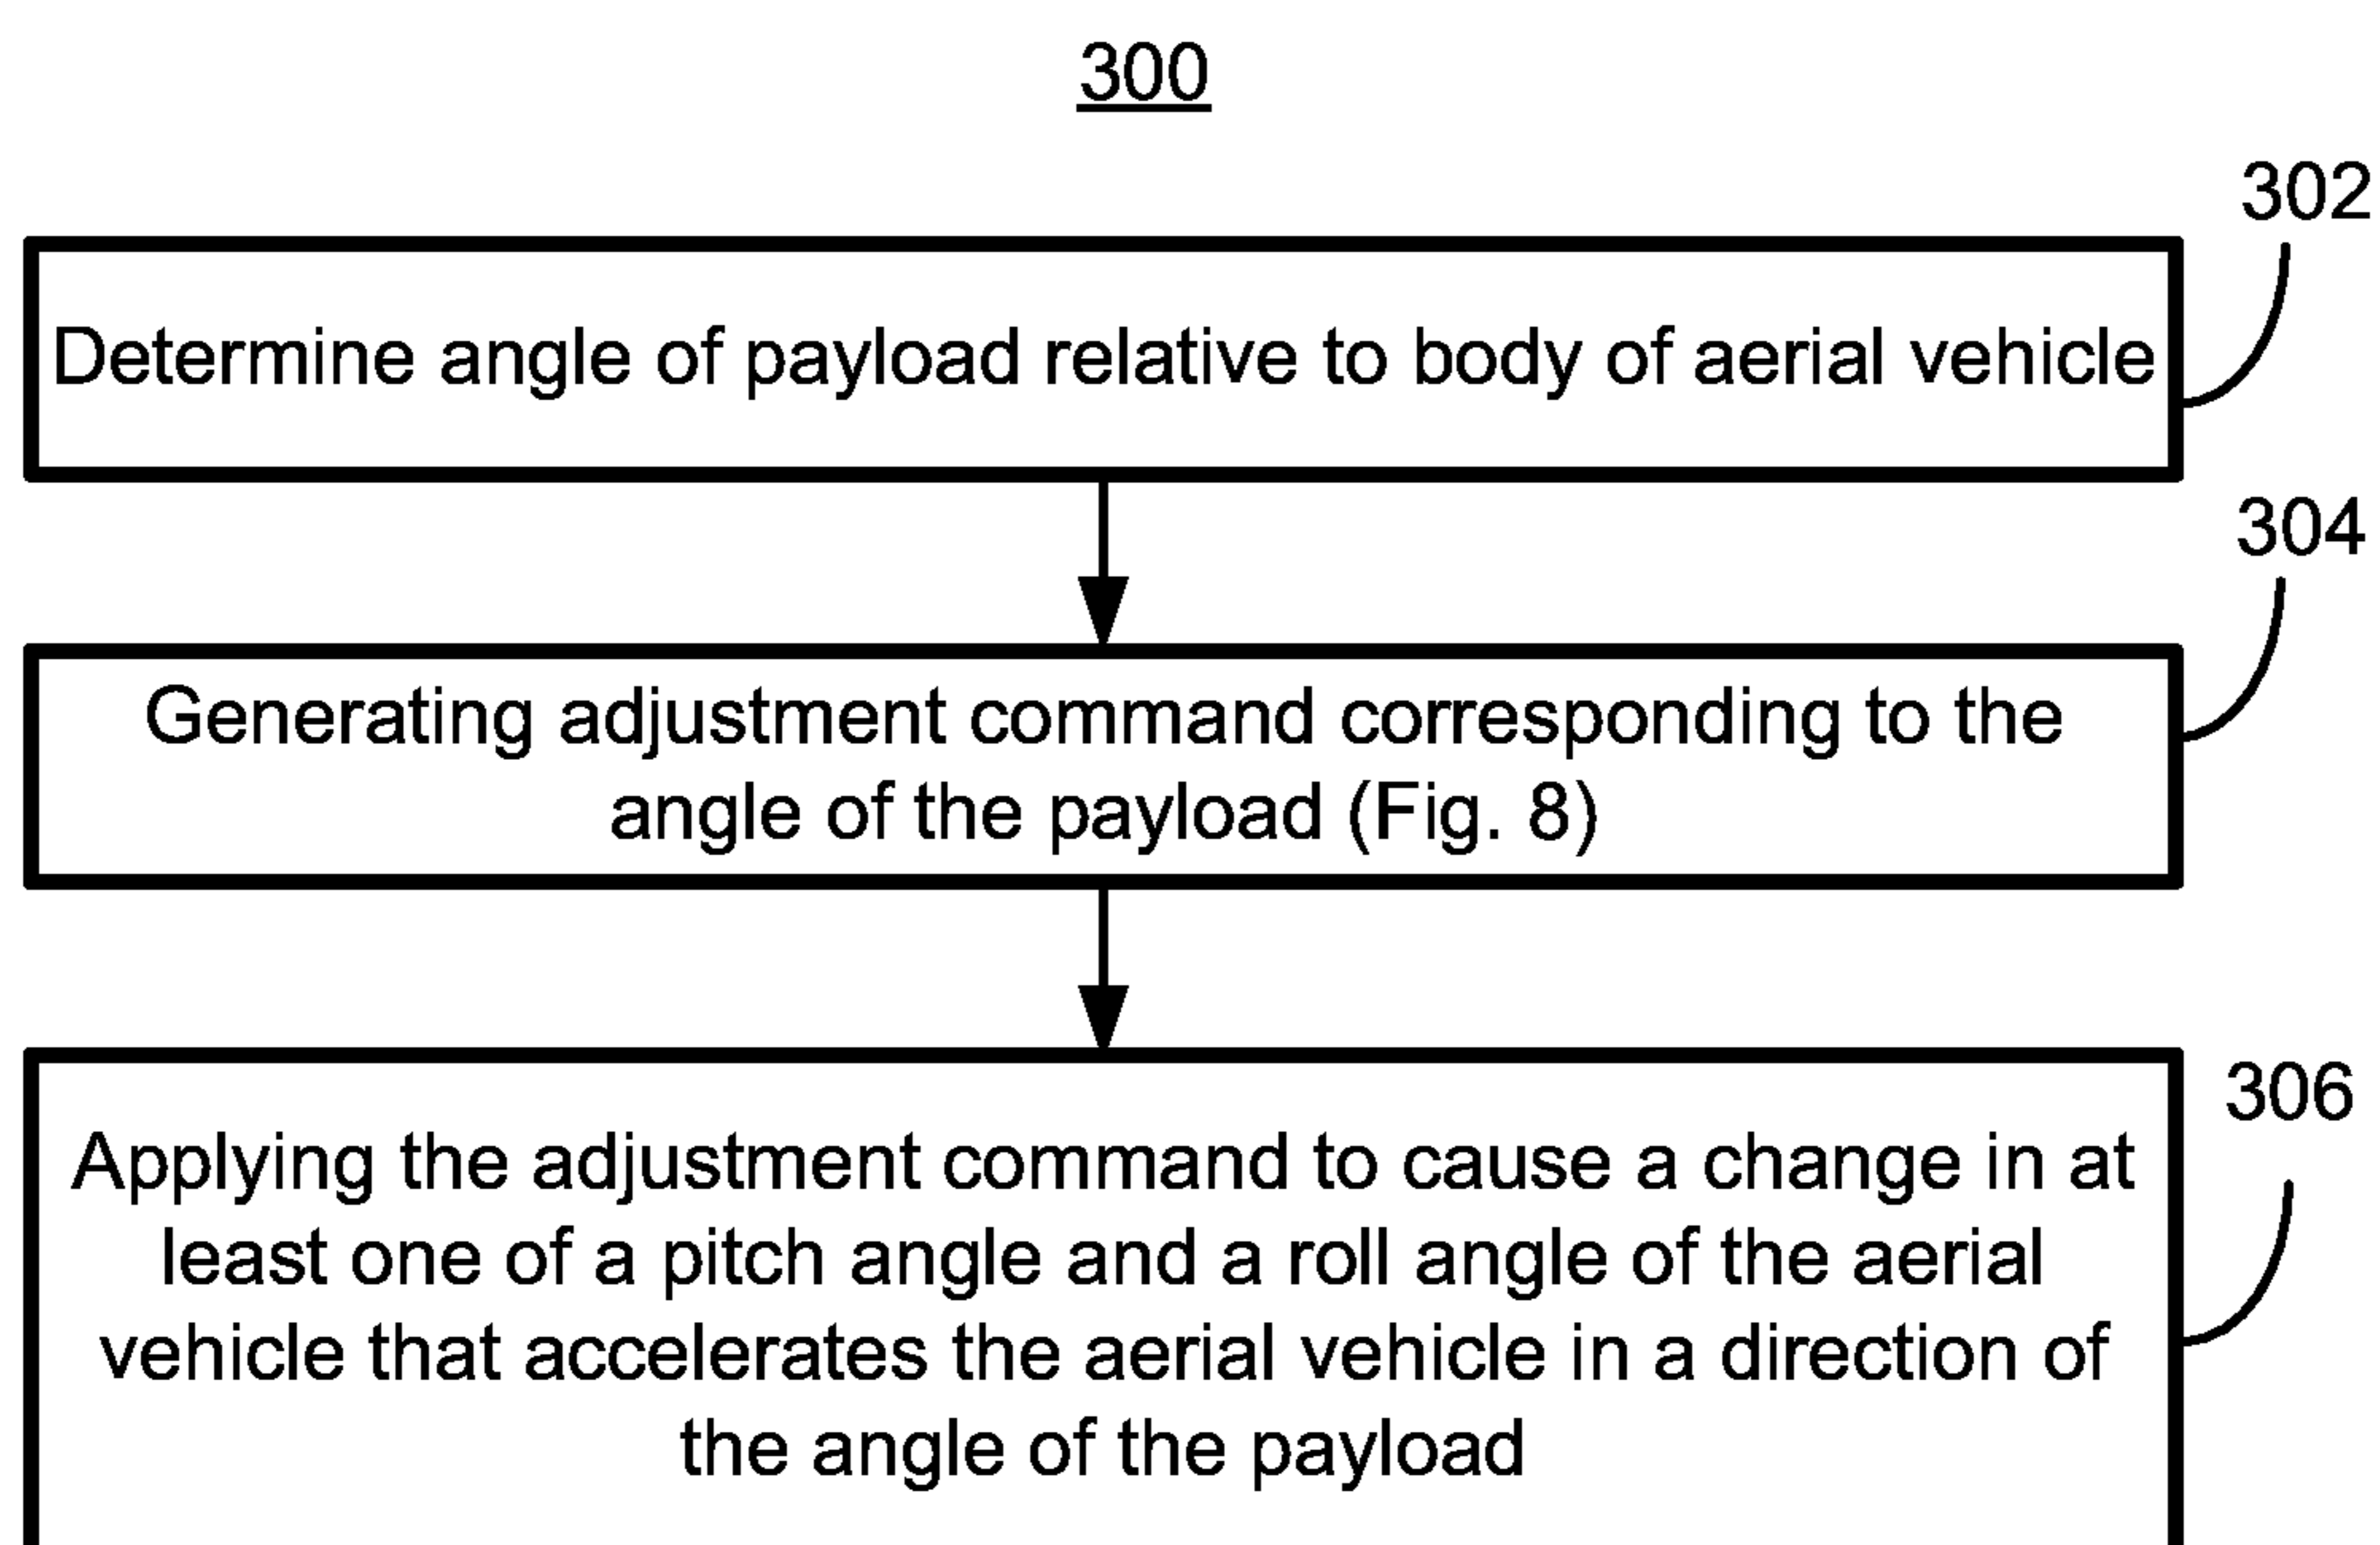 300
302
Determine angle of payload relative to body of aerial vehicle
304
Generating adjustment command corresponding to the
angle of the payload (Fig. 8)
306
Applying the adjustment command to cause a change in at
least one of a pitch angle and a roll angle of the aerial
vehicle that accelerates the aerial vehicle in a direction of
the angle of the payload